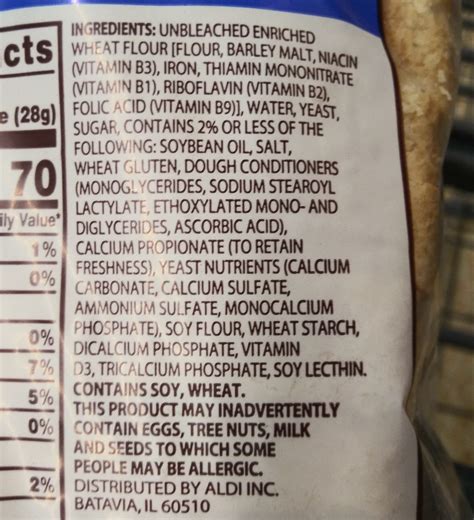 cts
e (28g)
70
ily Value*
1%
0%
0%
7%
5%
0%
2%
INGREDIENTS: UNBLEACHED ENRICHED
WHEAT FLOUR [FLOUR, BARLEY MALT, NIACIN
(VITAMIN B3), IRON, THIAMIN MONONITRATE
(VITAMIN B1), RIBOFLAVIN (VITAMIN B2),
FOLIC ACID (VITAMIN B9)], WATER, YEAST,
SUGAR, CONTAINS 2% OR LESS OF THE
FOLLOWING: SOYBEAN OIL, SALT,
WHEAT GLUTEN, DOUGH CONDITIONERS
(MONOGLYCERIDES, SODIUM STEAROYL
LACTYLATE, ETHOXYLATED MONO- AND
DIGLYCERIDES, ASCORBIC ACID),
CALCIUM PROPIONATE (TO RETAIN
FRESHNESS), YEAST NUTRIENTS (CALCIUM
CARBONATE, CALCIUM SULFATE,
AMMONIUM SULFATE, MONOCALCIUM
PHOSPHATE), SOY FLOUR, WHEAT STARCH,
DICALCIUM PHOSPHATE, VITAMIN
D3, TRICALCIUM PHOSPHATE, SOY LECTHIN.
CONTAINS SOY, WHEAT.
THIS PRODUCT MAY INADVERTENTLY
CONTAIN EGGS, TREE NUTS, MILK
AND SEEDS TO WHICH SOME
PEOPLE MAY BE ALLERGIC.
DISTRIBUTED BY ALDI INC.
BATAVIA, IL 60510